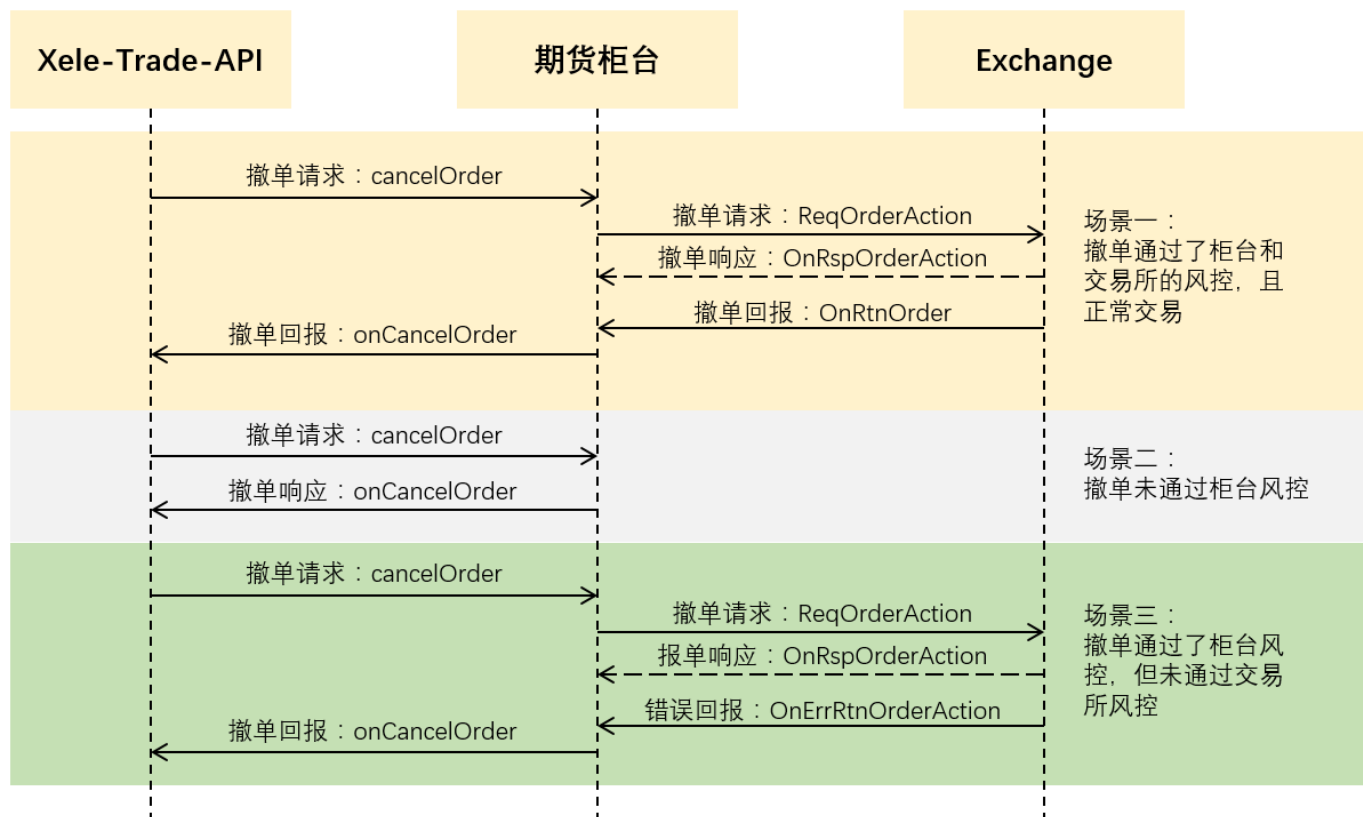 Xele-Trade-API
期货柜台
Exchange
撤单请求：cancelOrder
撤单请求：ReqOrderAction
撤单响应：OnRspOrderAction
撤单回报：OnRtnOrder
撤单回报：onCancelOrder
场景一：
撤单通过了柜台和
交易所的风控，且
正常交易
撤单请求：cancelOrder
撤单响应：onCancelOrder
场景二：
撤单未通过柜台风控
撤单请求：cancelOrder
撤单请求：ReqOrderAction
报单响应：OnRspOrderAction
错误回报：OnErrRtnOrderAction
撤单回报：onCancelOrder
场景三：
撤单通过了柜台风
控，但未通过交易
所风控